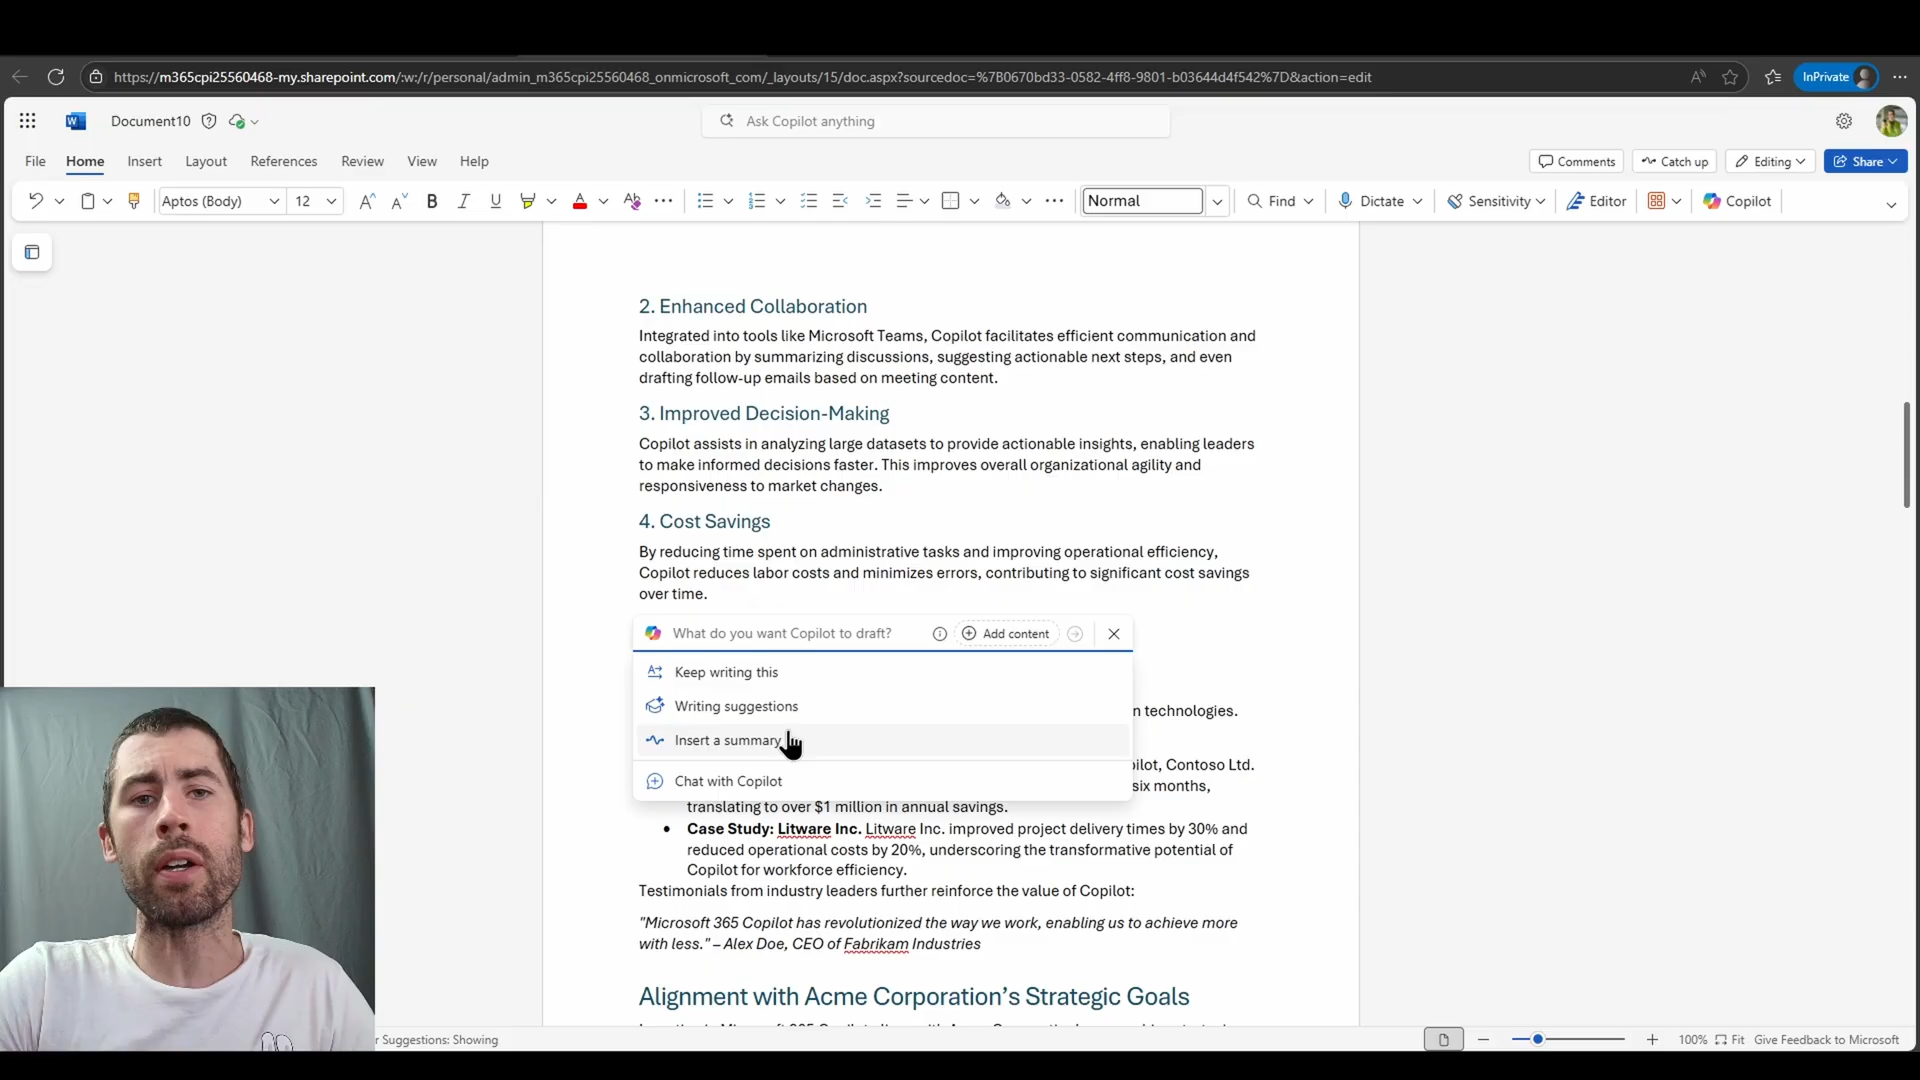 https://m365cpi25560468-my.sharepoint.com/:w:/r/personal/admin_m365cpi25560468_onmicrosoft_com/_layouts/15/doc.aspx?sourcedoc=%7B0670bd33-0582-4ff8-9801-b03644d4f542%7D&action=edit
InPrivate
Document10
Ask Copilot anything
File Home Insert Layout References Review View Help
Comments Catch up Editing Share
Aptos (Body) 12 B I U A Normal Find Dictate Sensitivity Editor Copilot
2. Enhanced Collaboration
Integrated into tools like Microsoft Teams, Copilot facilitates efficient communication and
collaboration by summarizing discussions, suggesting actionable next steps, and even
drafting follow-up emails based on meeting content.
3. Improved Decision-Making
Copilot assists in analyzing large datasets to provide actionable insights, enabling leaders
to make informed decisions faster. This improves overall organizational agility and
responsiveness to market changes.
4. Cost Savings
By reducing time spent on administrative tasks and improving operational efficiency,
Copilot reduces labor costs and minimizes errors, contributing to significant cost savings
over time.
What do you want Copilot to draft? Add content
Keep writing this
Writing suggestions
n technologies.
Insert a summary
pilot, Contoso Ltd.
Chat with Copilot
six months,
translating to over $1 million in annual savings.
• Case Study: Litware Inc. Litware Inc. improved project delivery times by 30% and
reduced operational costs by 20%, underscoring the transformative potential of
Copilot for workforce efficiency.
Testimonials from industry leaders further reinforce the value of Copilot:
"Microsoft 365 Copilot has revolutionized the way we work, enabling us to achieve more
with less." – Alex Doe, CEO of Fabrikam Industries
Alignment with Acme Corporation's Strategic Goals
r Suggestions: Showing
100% Fit Give Feedback to Microsoft